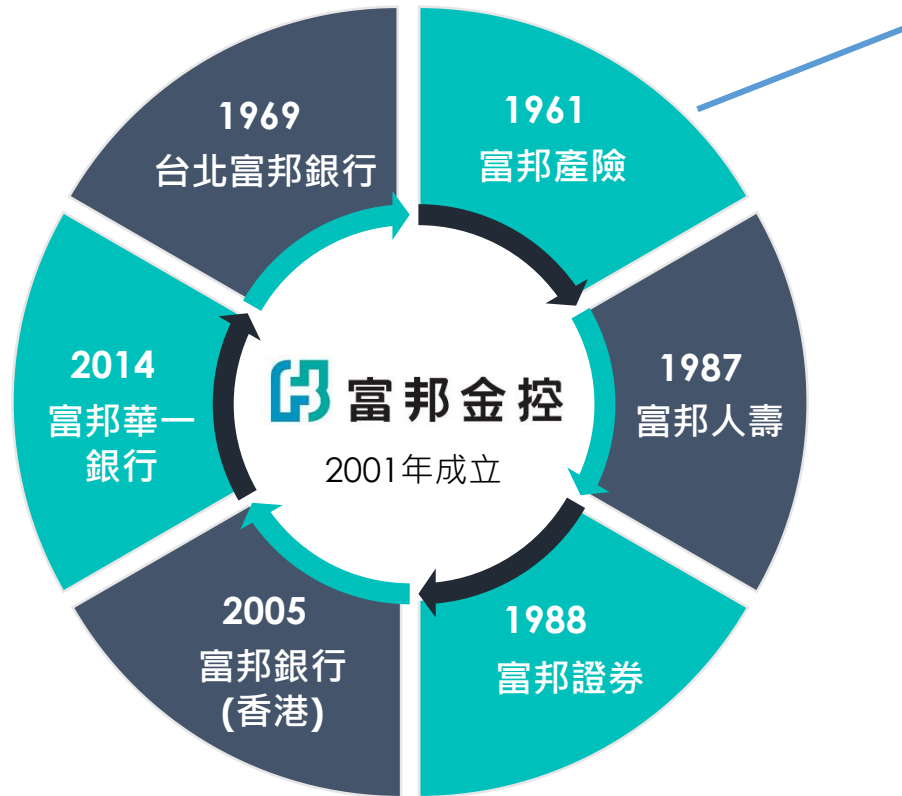 1961
富邦產險
1987
富邦人壽
1988
富邦證券
2005
富邦銀行
(香港)
2014
富邦華一
銀行
1969
台北富邦銀行
富邦金控
2001年成立